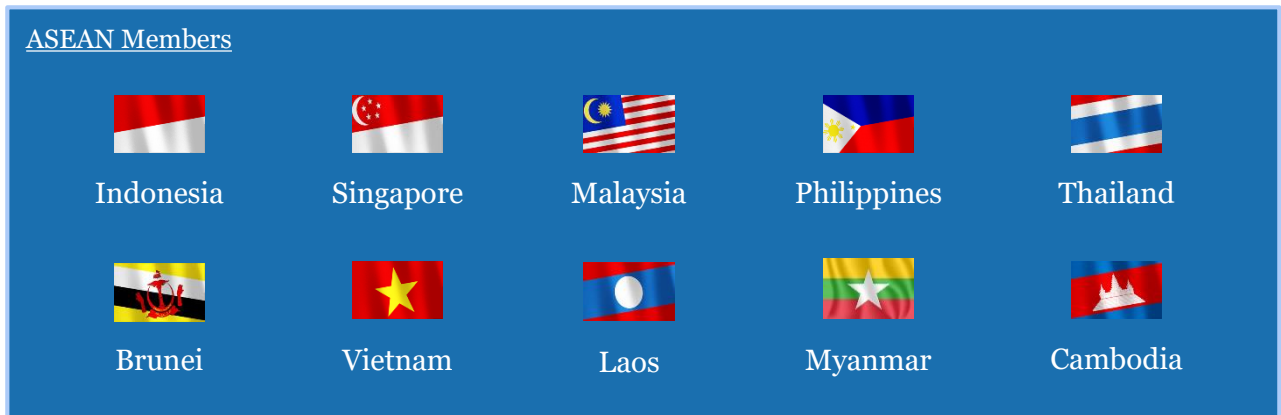 ASEAN Members
Indonesia Singapore Malaysia Philippines Thailand
Brunei Vietnam Laos Myanmar Cambodia